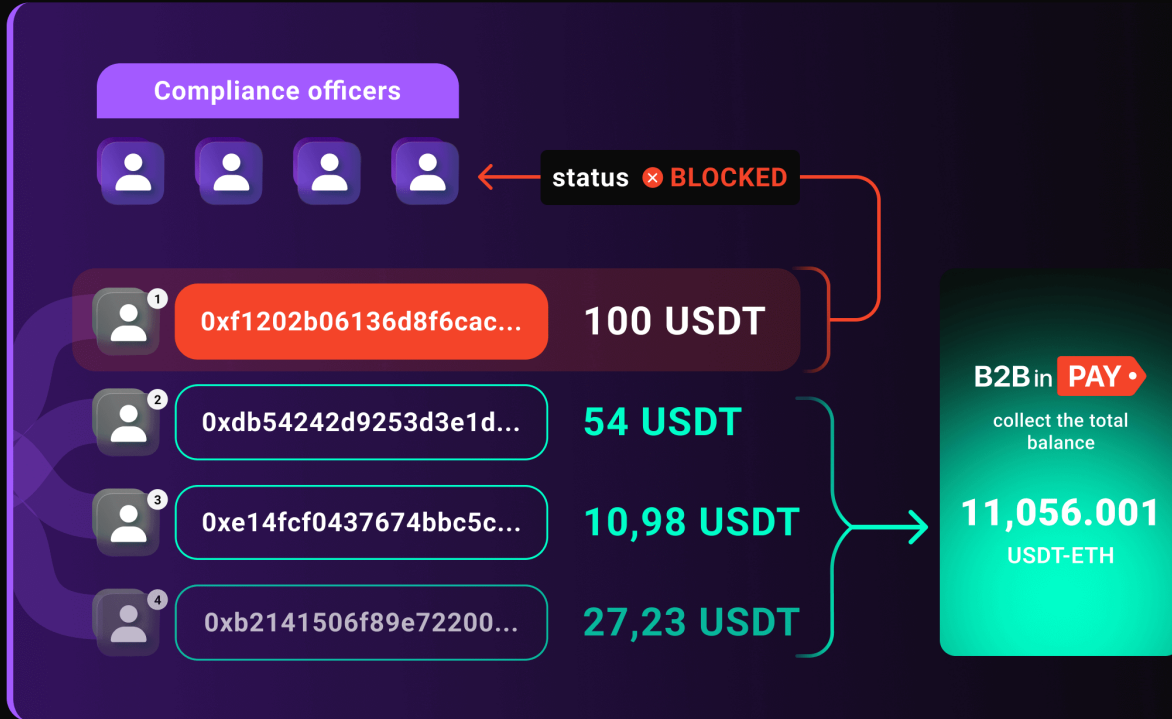 Compliance officers
status BLOCKED
1
0xf1202b06136d8f6cac...
100 USDT
2
0xdb54242d9253d3e1d...
54 USDT
3
0xe14fcf0437674bbc5c...
10,98 USDT
4
0xb2141506f89e72200...
27,23 USDT
B2B in PAY
collect the total
balance
11,056.001
USDT-ETH